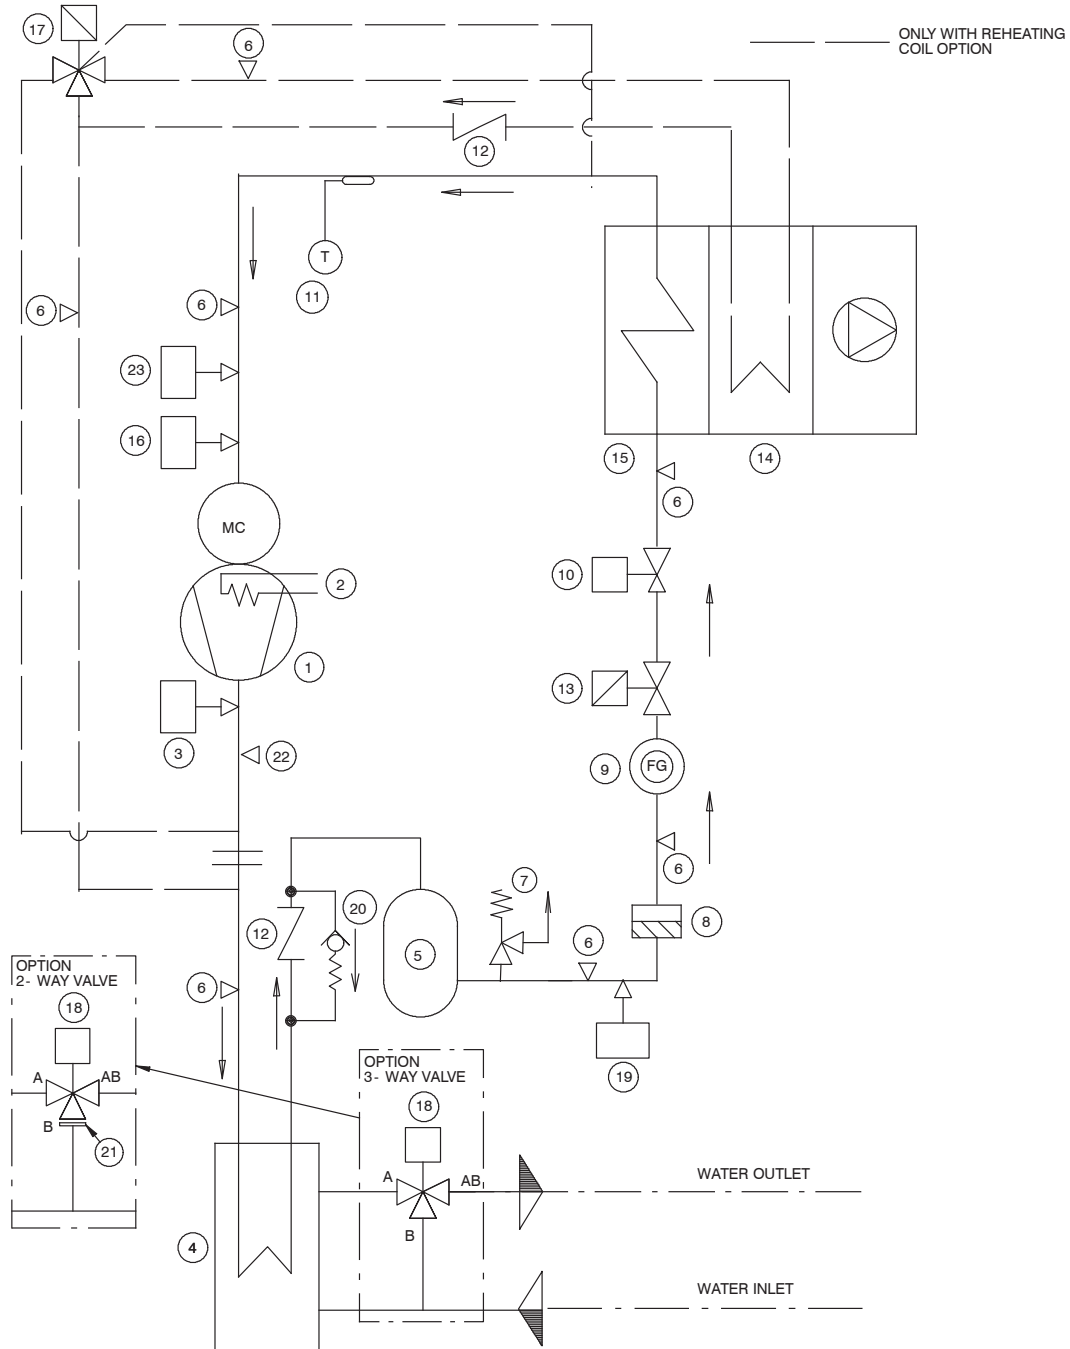 17
6
ONLY WITH REHEATING
COIL OPTION
12
T
11
6
6
23
16
15
14
6
MC
10
2
1
13
3
22
9
FG
6
7
20
12
5
6
8
6
OPTION
2- WAY VALVE
18
A
AB
B
21
19
OPTION
3- WAY VALVE
18
A
AB
B
WATER OUTLET
4
WATER INLET